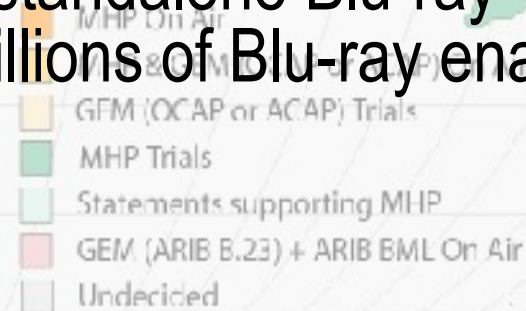 standalone Blu-ray
MHP On Air
illions of Blu-ray ena
GEM (OCAP or ACAP) Trials
MHP Trials
Statements supporting MHP
GEM (ARIB B.23) + ARIB BML On Air
Undecided